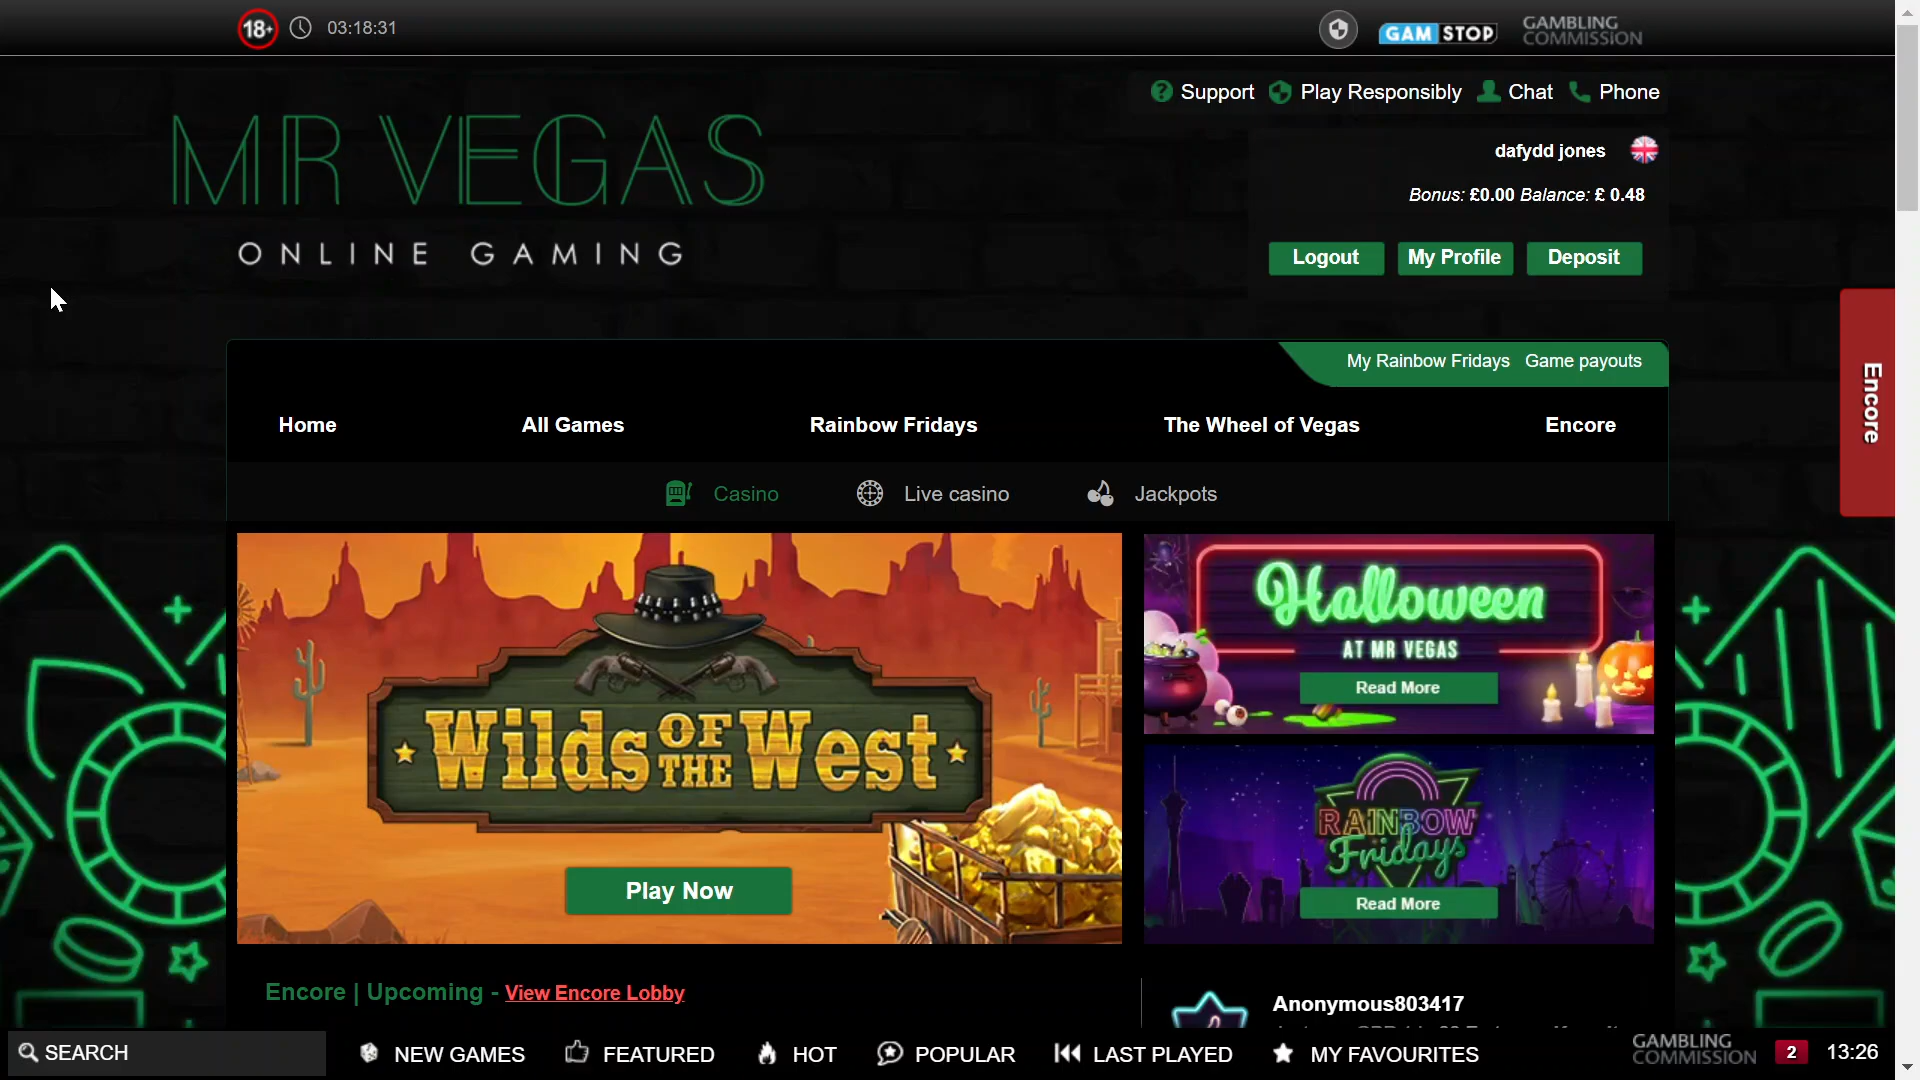 18+ 03:18:31 GAMSTOP GAMBLING COMMISSION
Support Play Responsibly Chat Phone
MR VEGAS
ONLINE GAMING
dafydd jones
Bonus: £0.00 Balance: £ 0.48
Logout My Profile Deposit
Encore
My Rainbow Fridays Game payouts
Home All Games Rainbow Fridays The Wheel of Vegas Encore
Casino Live casino Jackpots
WILDS OF THE WEST
Play Now
Halloween
AT MR VEGAS
Read More
RAINBOW
Fridays
Read More
Encore | Upcoming - View Encore Lobby
Anonymous803417
SEARCH NEW GAMES FEATURED HOT POPULAR LAST PLAYED MY FAVOURITES GAMBLING COMMISSION 2 13:26